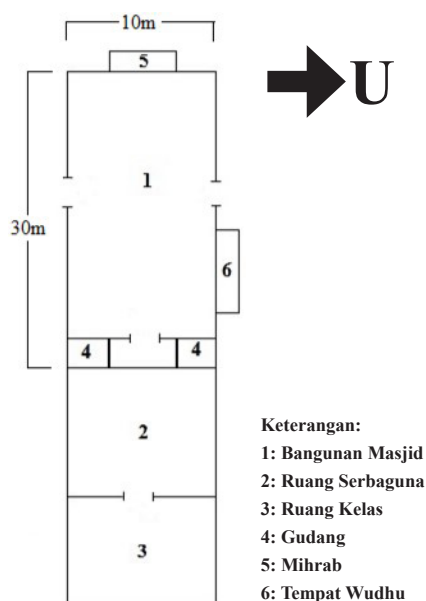 10m
5
U
1
30m
6
4
4
2
3
Keterangan:
1: Bangunan Masjid
2: Ruang Serbaguna
3: Ruang Kelas
4: Gudang
5: Mihrab
6: Tempat Wudhu